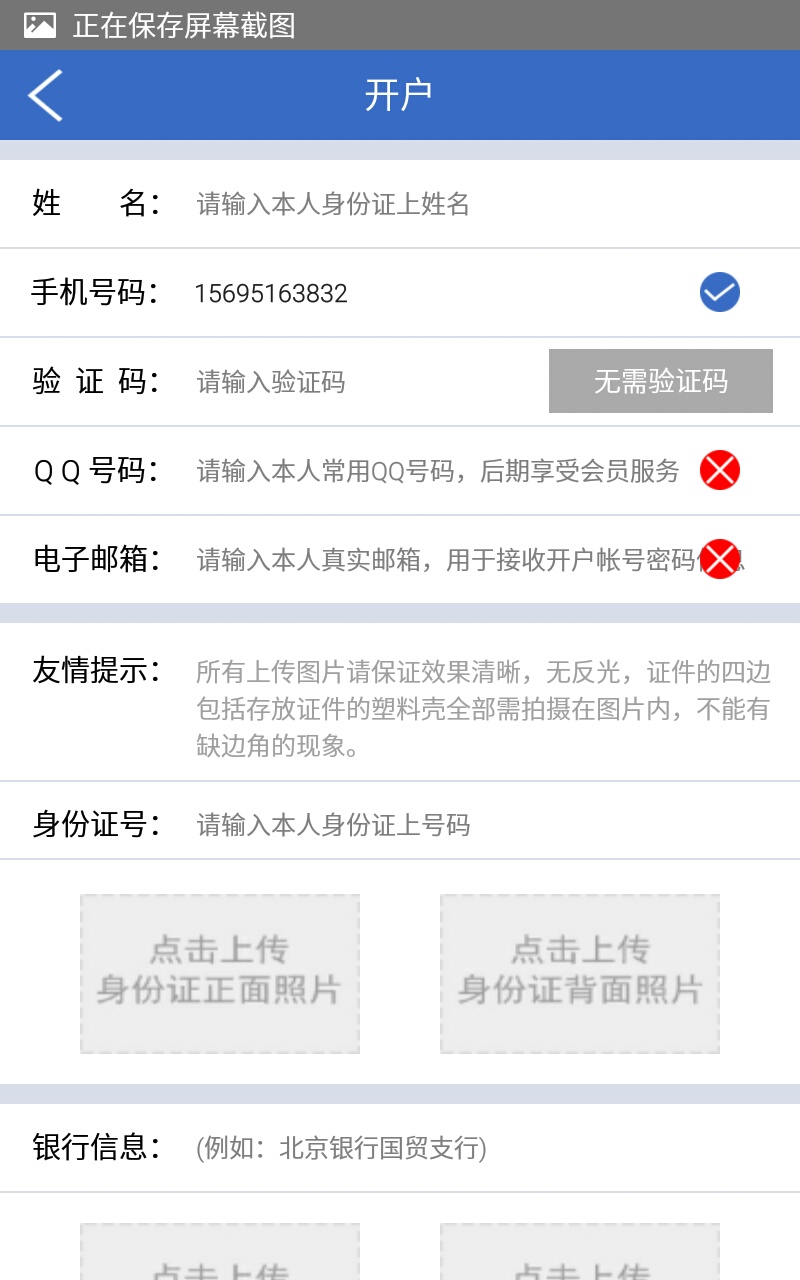 正在保存屏幕截图
开户
姓 名： 请输入本人身份证上姓名
手机号码： 15695163832
验 证 码： 请输入验证码 无需验证码
Q Q 号码： 请输入本人常用QQ号码，后期享受会员服务
电子邮箱： 请输入本人真实邮箱，用于接收开户帐号密码
友情提示： 所有上传图片请保证效果清晰，无反光，证件的四边
包括存放证件的塑料壳全部需拍摄在图片内，不能有
缺边角的现象。
身份证号： 请输入本人身份证上号码
点击上传 点击上传
身份证正面照片 身份证背面照片
银行信息： (例如：北京银行国贸支行)
点击上传 点击上传